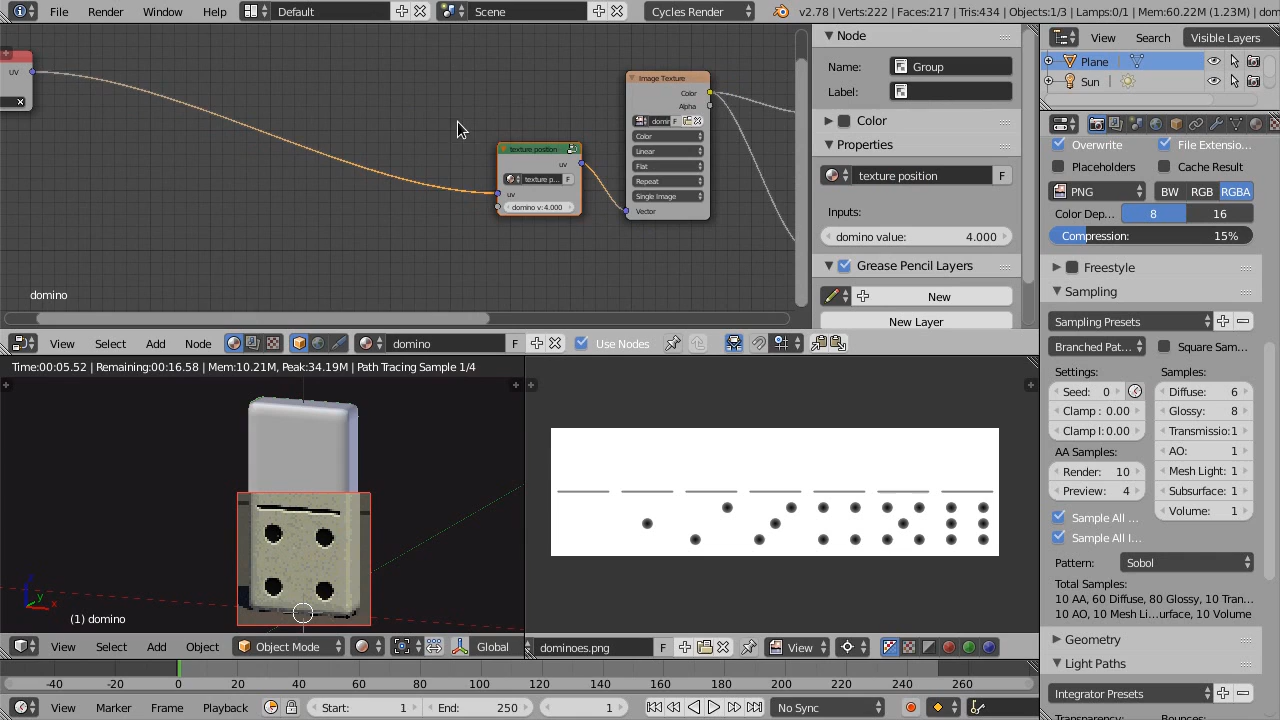 File Render Window Help Default Scene Cycles Render v2.78 | Verts:222 | Faces:217 | Tris:434 | Objects:1/3 | Lamps:0/1 | Mem:60.22M (1.23M) | dom
UV
texture position
uv
texture p... F
uv
domino v:4.000
Image Texture
Color
Alpha
domin F
Color
Linear
Flat
Repeat
Single Image
Vector
domino
Node
Name: Group
Label:
Color
Properties
texture position F
Inputs:
domino value: 4.000
Grease Pencil Layers
New
New Layer
View Search Visible Layers
Plane
Sun
Overwrite File Extension...
Placeholders Cache Result
PNG BW RGB RGBA
Color Dep... 8 16
Compression: 15%
Freestyle
Sampling
Sampling Presets
Branched Pat... Square Sam...
Settings: Samples:
Seed: 0 Diffuse: 6
Clamp : 0.00 Glossy: 8
Clamp I: 0.00 Transmissio: 1
AA Samples: AO: 1
Render: 10 Mesh Light: 1
Preview: 4 Subsurface: 1
Sample All ... Volume: 1
Sample All I...
Pattern: Sobol
Total Samples:
10 AA, 60 Diffuse, 80 Glossy, 10 Tran...
10 AO, 10 Mesh Li...urface, 10 Volume
Geometry
Light Paths
Integrator Presets
View Select Add Node domino F Use Nodes
Time:00:05.52 | Remaining:00:16.58 | Mem:10.21M, Peak:34.19M | Path Tracing Sample 1/4
z
y
x
(1) domino
View Select Add Object Object Mode Global
dominoes.png F View
-40 -20 0 20 40 60 80 100 120 140 160 180 200 220 240 260
View Marker Frame Playback Start: 1 End: 250 1 No Sync